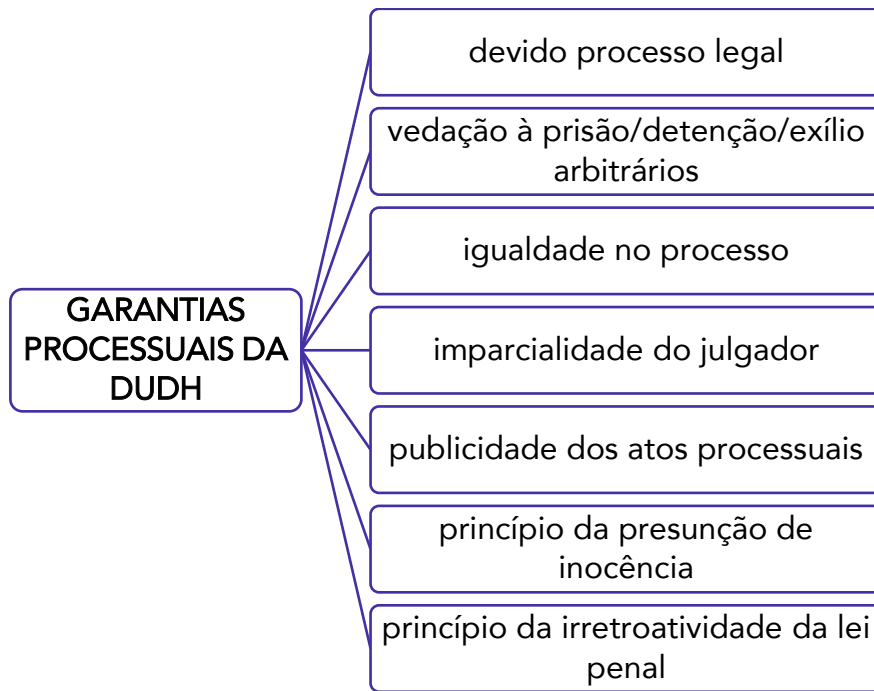 devido processo legal
vedação à prisão/detenção/exílio
arbitrários
igualdade no processo
GARANTIAS
PROCESSUAIS DA
DUDH
imparcialidade do julgador
publicidade dos atos processuais
princípio da presunção de
inocência
princípio da irretroatividade da lei
penal